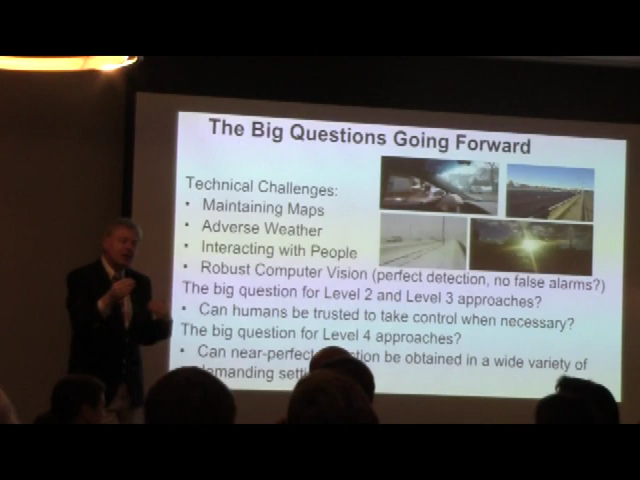 The Big Questions Going Forward
Technical Challenges:
• Maintaining Maps
• Adverse Weather
• Interacting with People
• Robust Computer Vision (perfect detection, no false alarms?)
The big question for Level 2 and Level 3 approaches?
• Can humans be trusted to take control when necessary?
The big question for Level 4 approaches?
• Can near-perfect be obtained in a wide variety of